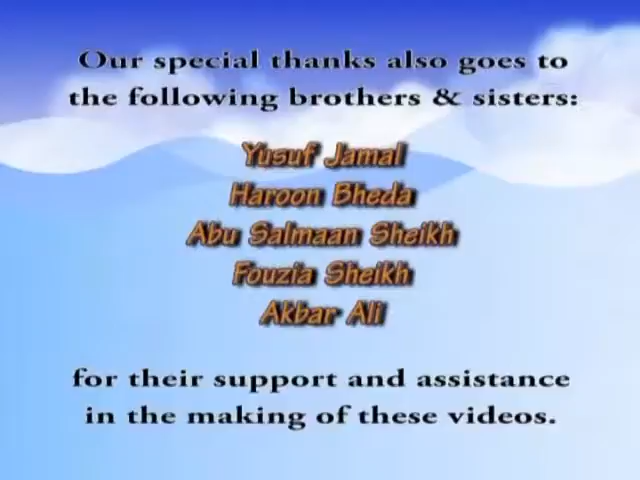 Our special thanks also goes to
the following brothers & sisters:
Yusuf Jamal
Haroon Bheda
Abu Salmaan Sheikh
Fouzia Sheikh
Akbar Ali
for their support and assistance
in the making of these videos.